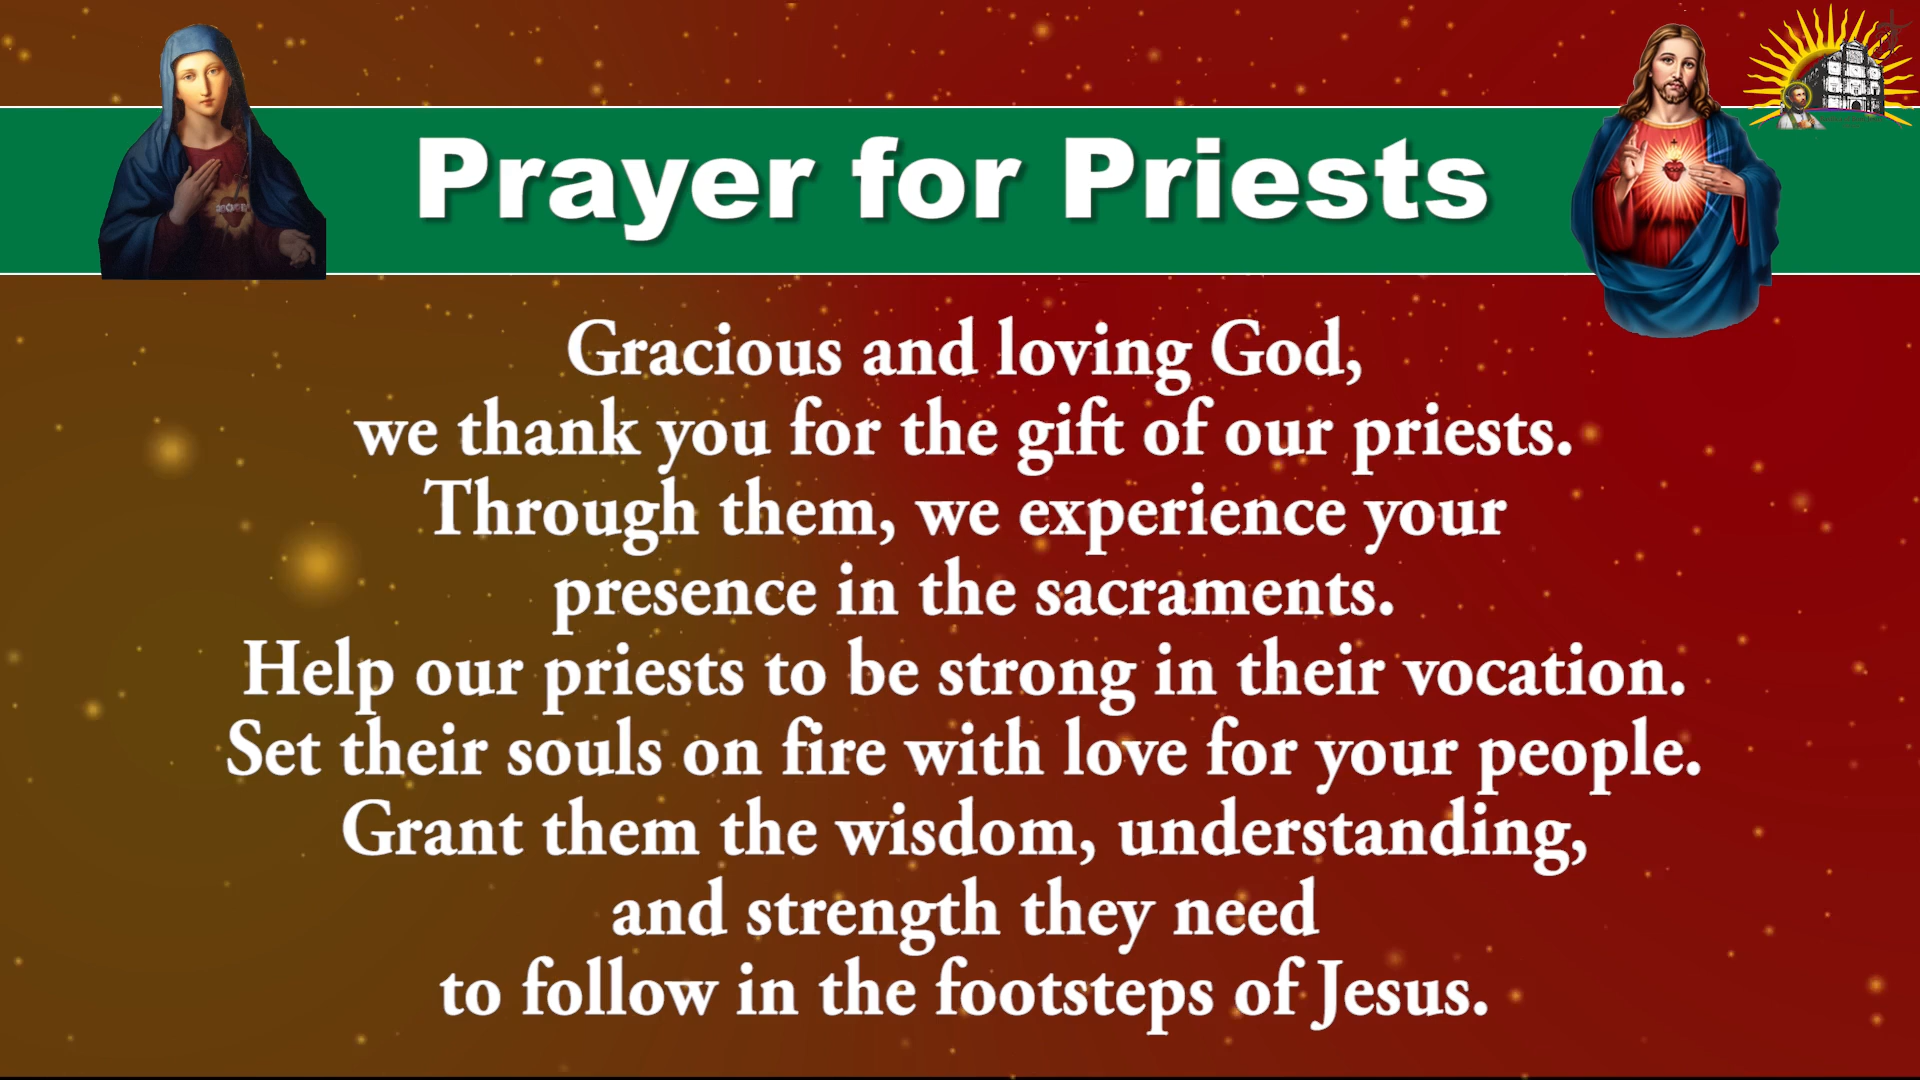 Prayer for Priests
Gracious and loving God,
we thank you for the gift of our priests.
Through them, we experience your
presence in the sacraments.
Help our priests to be strong in their vocation.
Set their souls on fire with love for your people.
Grant them the wisdom, understanding,
and strength they need
to follow in the footsteps of Jesus.